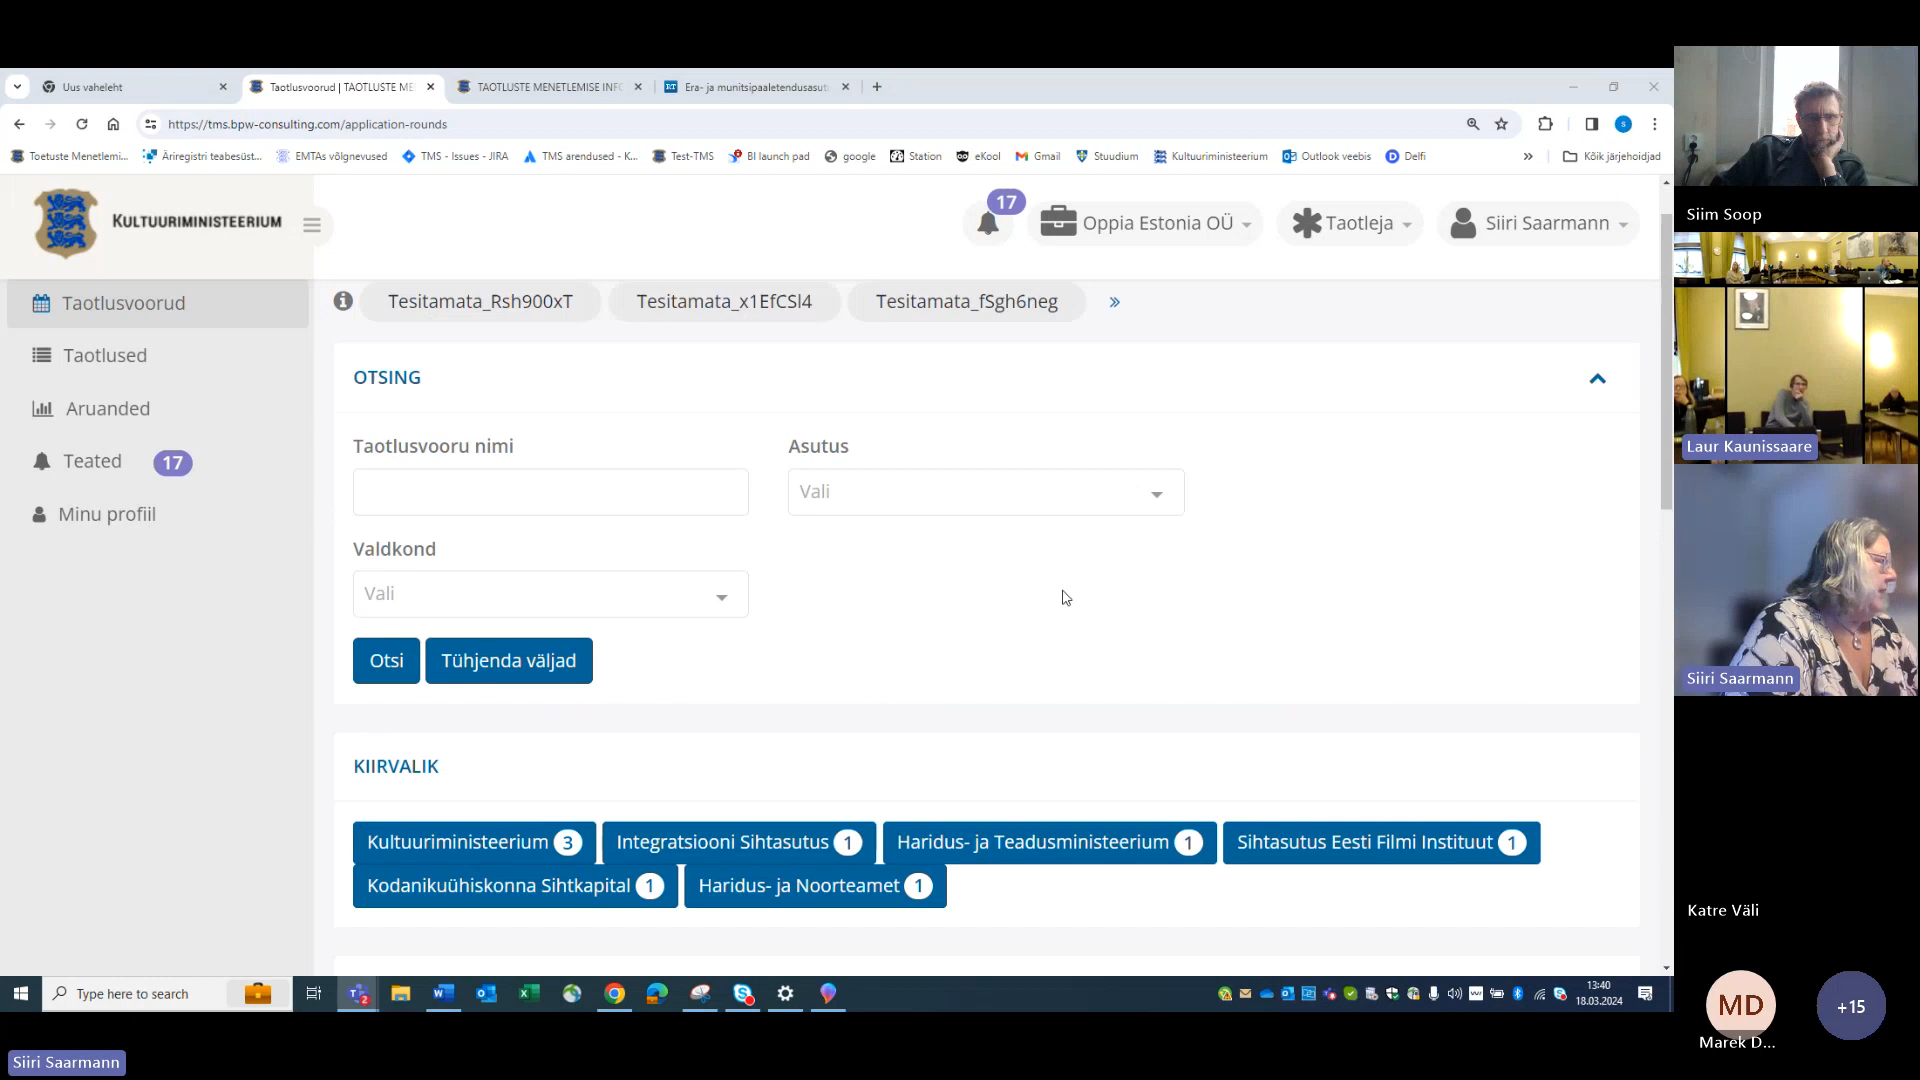 Uus vaheleht
Taotlusvoorud | TAOTLUSTE ME
TAOTLUSTE MENETLEMISE INFO
Era- ja munitsipaaletendusasut
https://tms.bpw-consulting.com/application-rounds
Toetuste Menetlemi...
Äriregistri teabesüst...
EMTAs võlgnevused
TMS - Issues - JIRA
TMS arendused - K...
Test-TMS
BI launch pad
google
Station
eKool
Gmail
Stuudium
Kultuuriministeerium
Outlook veebis
Delfi
»
Kõik järjehoidjad
KULTUURIMINISTEERIUM
17
Oppia Estonia OÜ
Taotleja
Siiri Saarmann
Taotlusvoorud
Taotlused
Aruanded
Teated 17
Minu profiil
Tesitamata_Rsh900xT
Tesitamata_x1EfCSl4
Tesitamata_fSgh6neg
»
OTSING
Taotlusvooru nimi
Asutus
Vali
Valdkond
Vali
Otsi
Tühjenda väljad
KIIRVALIK
Kultuuriministeerium 3
Integratsiooni Sihtasutus 1
Haridus- ja Teadusministeerium 1
Sihtasutus Eesti Filmi Instituut 1
Kodanikuühiskonna Sihtkapital 1
Haridus- ja Noorteamet 1
Type here to search
13:40
18.03.2024
Siim Soop
Laur Kaunissaare
Siiri Saarmann
Katre Väli
MD
Marek D...
+15
Siiri Saarmann